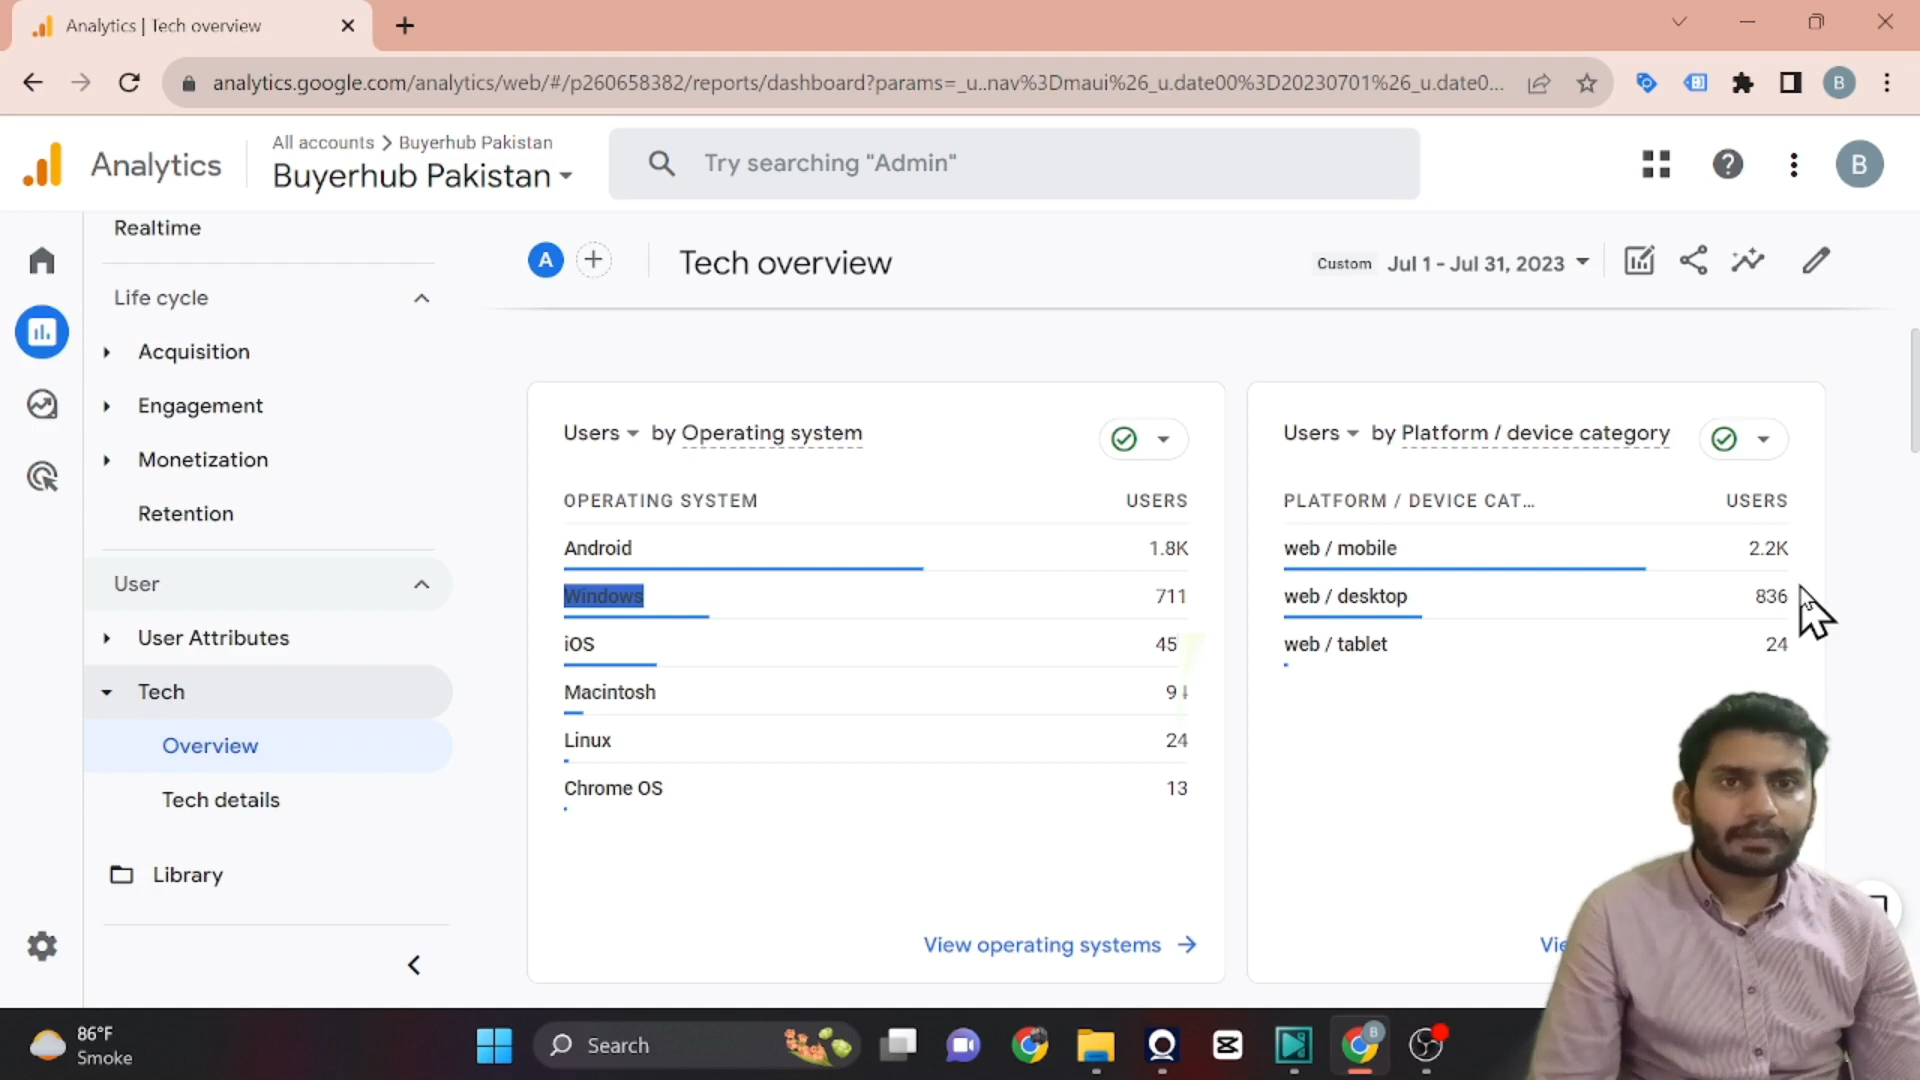 Analytics | Tech overview
analytics.google.com/analytics/web/#/p260658382/reports/dashboard?params=_u..nav%3Dmaui%26_u.date00%3D20230701%26_u.date0...
B
Analytics
All accounts > Buyerhub Pakistan
Buyerhub Pakistan
Try searching "Admin"
B
Realtime
Life cycle
Acquisition
Engagement
Monetization
Retention
User
User Attributes
Tech
Overview
Tech details
Library
A
Tech overview
Custom Jul 1 - Jul 31, 2023
Users by Operating system
OPERATING SYSTEM USERS
Android 1.8K
Windows 711
iOS 45
Macintosh 9
Linux 24
Chrome OS 13
View operating systems
Users by Platform / device category
PLATFORM / DEVICE CAT... USERS
web / mobile 2.2K
web / desktop 836
web / tablet 24
86°F
Smoke
Search
B